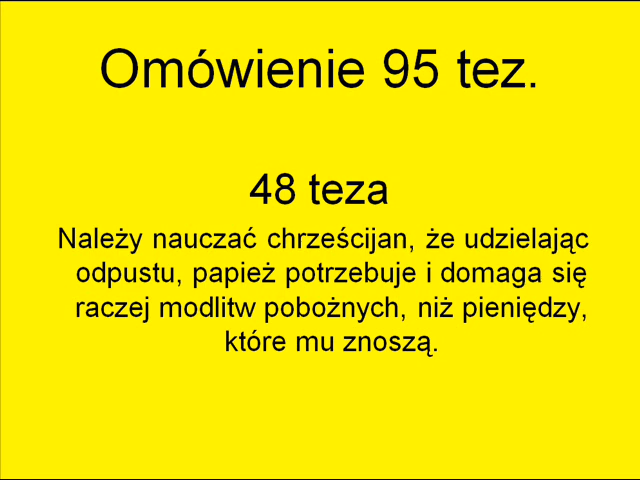 Omówienie 95 tez.
48 teza
Należy nauczać chrześcijan, że udzielając
odpustu, papież potrzebuje i domaga się
raczej modlitw pobożnych, niż pieniędzy,
które mu znoszą.